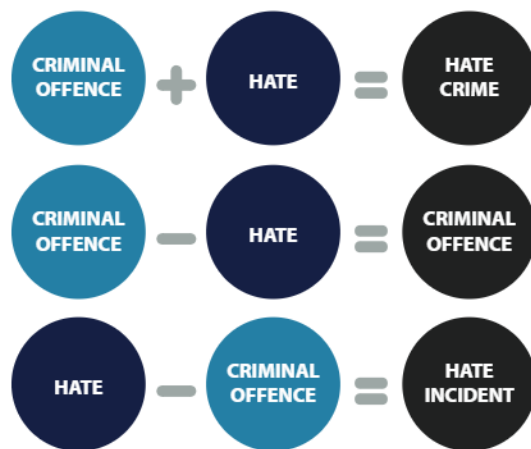 CRIMINAL
OFFENCE
+
HATE
=
HATE
CRIME
CRIMINAL
OFFENCE
−
HATE
=
CRIMINAL
OFFENCE
HATE
−
CRIMINAL
OFFENCE
=
HATE
INCIDENT